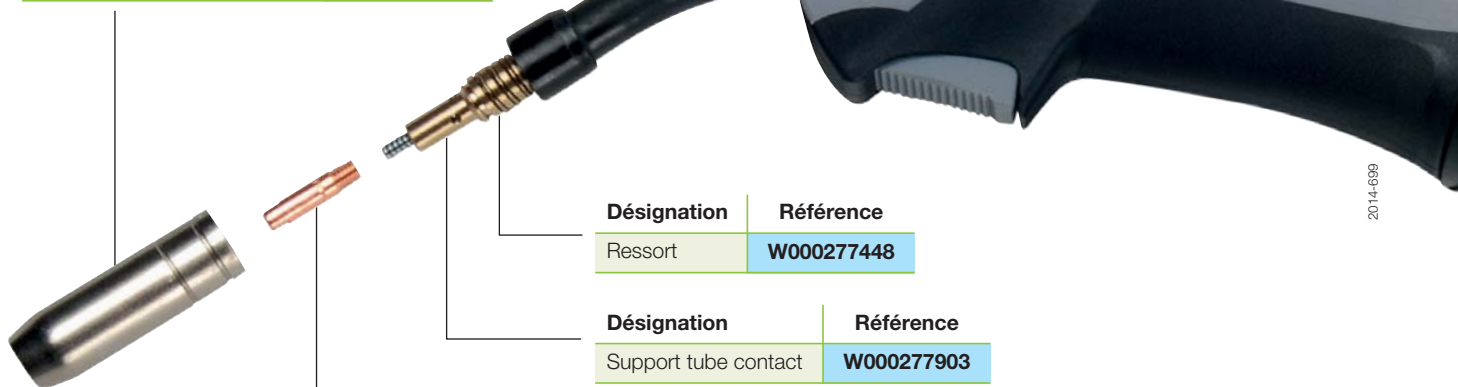 Désignation Référence
Ressort W000277448
Désignation Référence
Support tube contact W000277903
2014-699